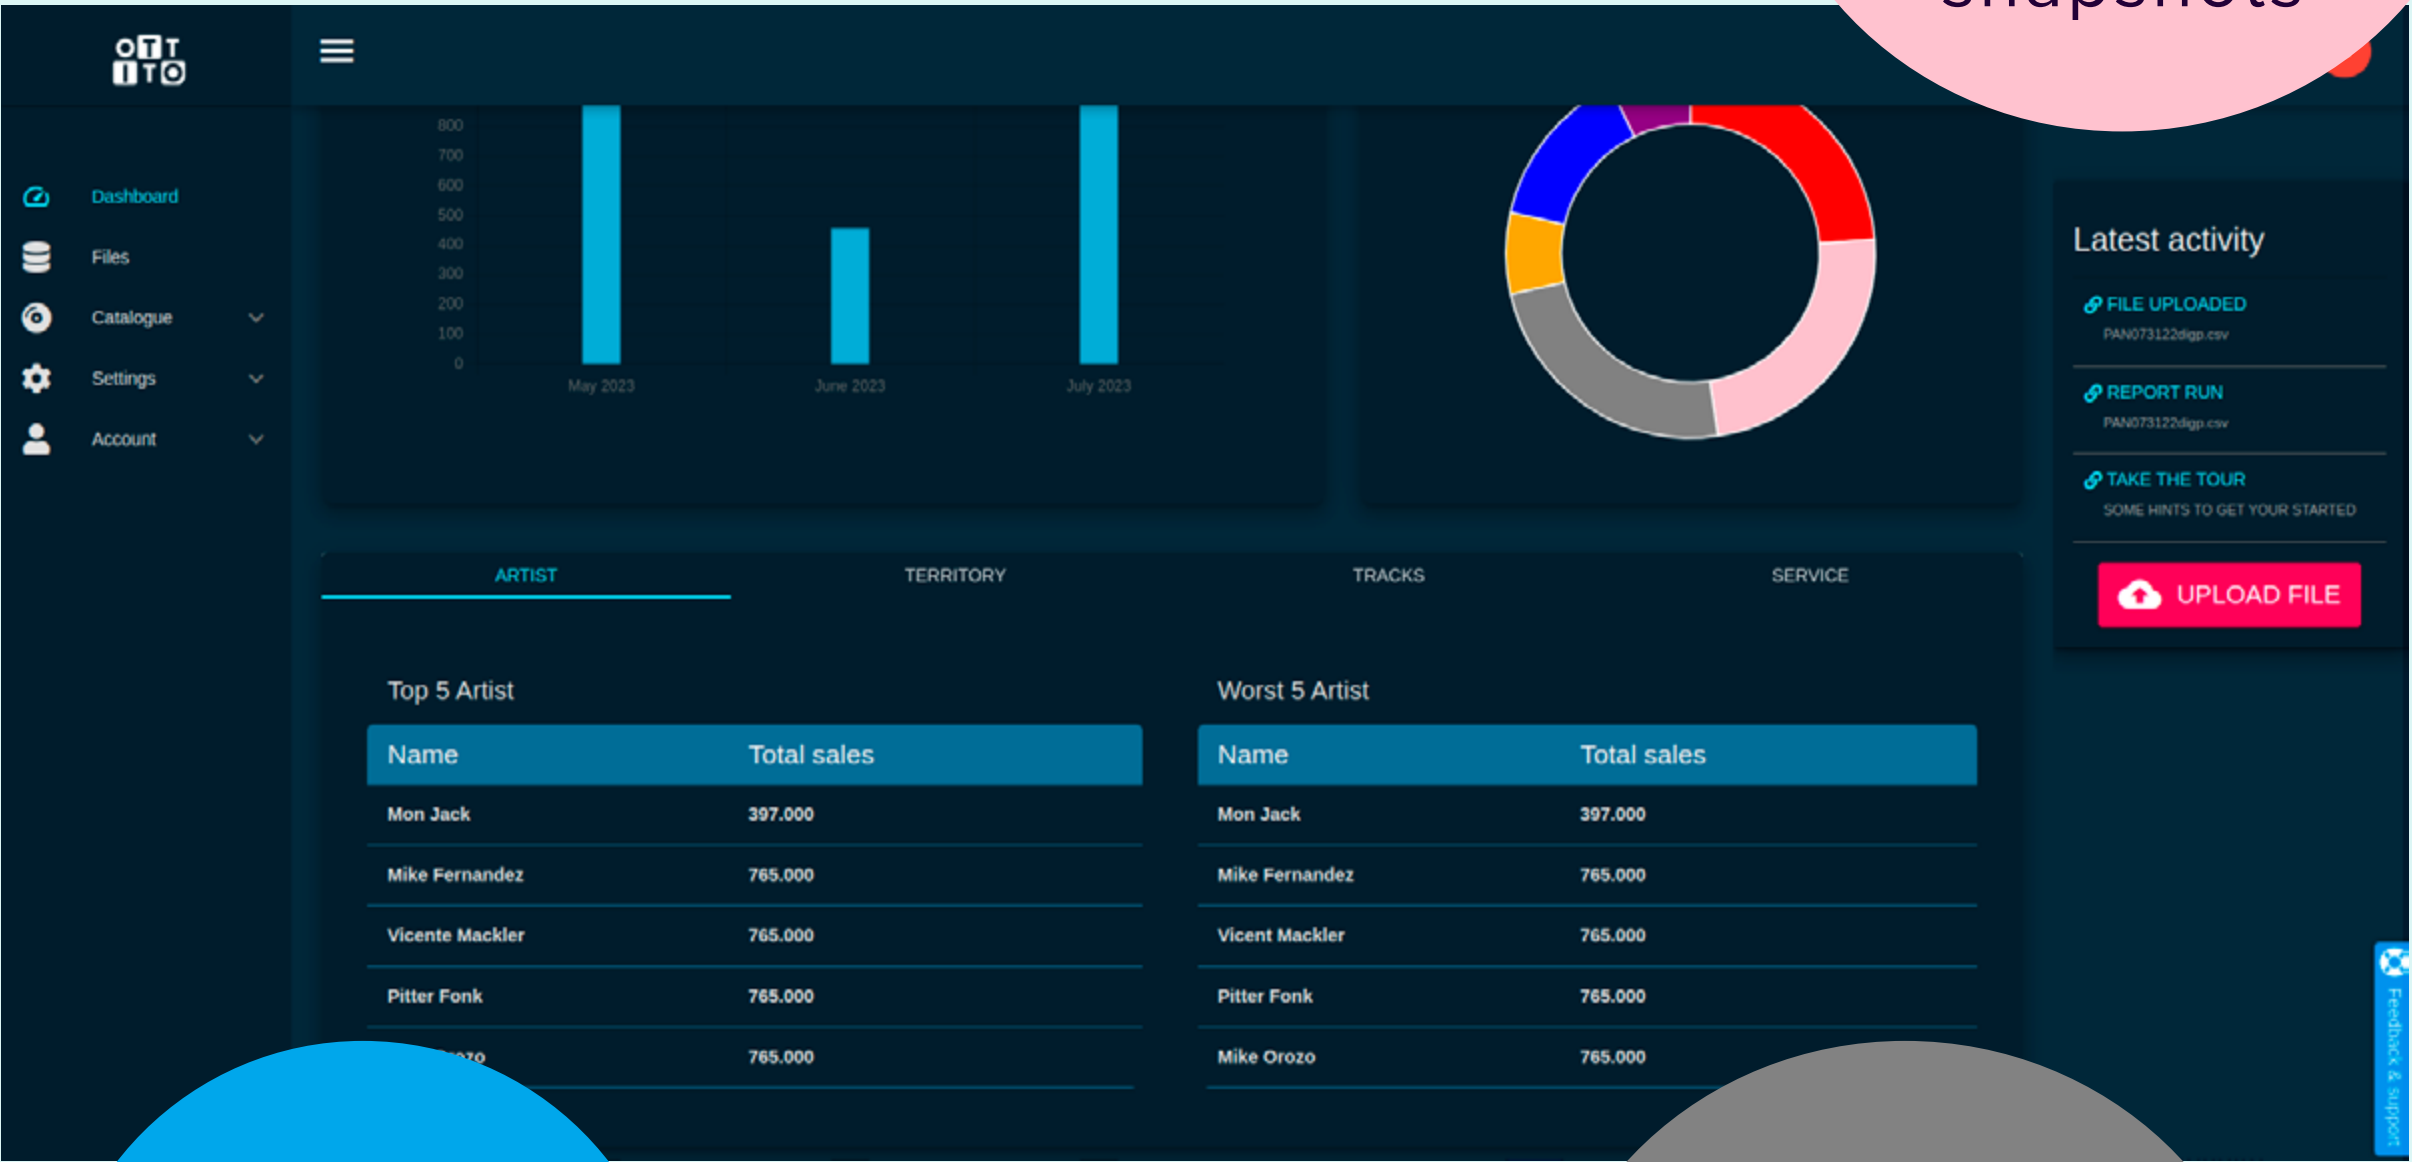 snapshots
OTT
ITO
Dashboard
Files
Catalogue
Settings
Account
800
700
600
500
400
300
200
100
0
May 2023 June 2023 July 2023
Latest activity
FILE UPLOADED
PAN073122digp.csv
REPORT RUN
PAN073122digp.csv
TAKE THE TOUR
SOME HINTS TO GET YOUR STARTED
UPLOAD FILE
ARTIST TERRITORY TRACKS SERVICE
Top 5 Artist
Name Total sales
Mon Jack 397.000
Mike Fernandez 765.000
Vicente Mackler 765.000
Pitter Fonk 765.000
765.000
Worst 5 Artist
Name Total sales
Mon Jack 397.000
Mike Fernandez 765.000
Vicent Mackler 765.000
Pitter Fonk 765.000
Mike Orozo 765.000
Feedback & support